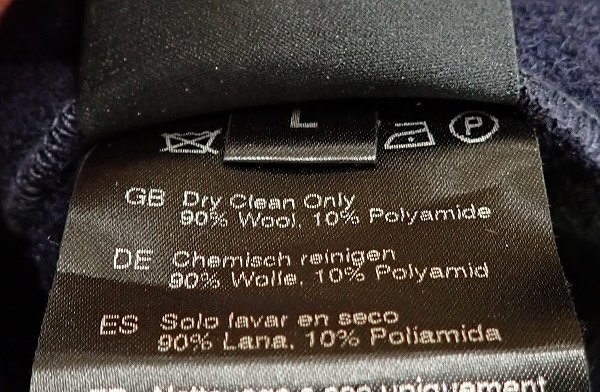 L
P
GB Dry Clean Only
90% Wool, 10% Polyamide
DE Chemisch reinigen
90% Wolle, 10% Polyamid
ES Solo lavar en seco
90% Lana, 10% Poliamida